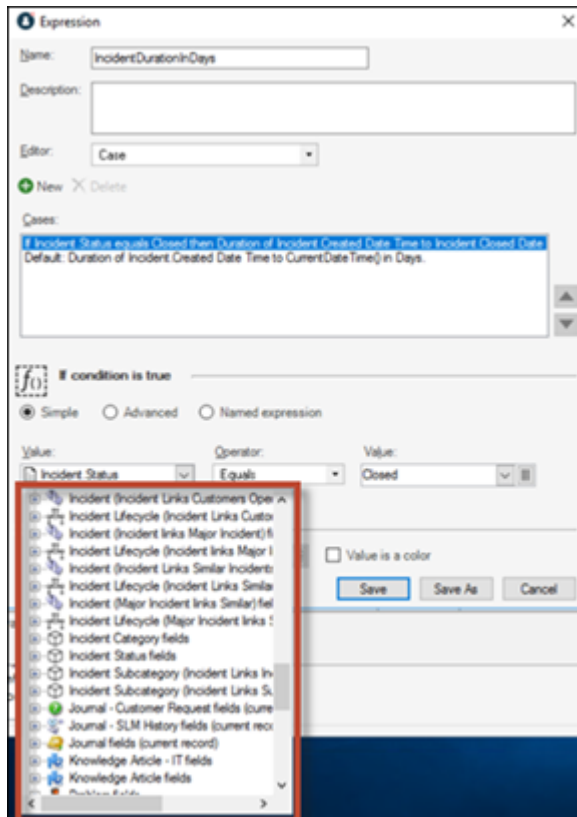 Expression
Name: IncidentDurationInDays
Description:
Editor: Case
New Delete
Cases:
If Incident Status equals Closed then Duration of Incident.Created Date Time to Incident.Closed Date
Default: Duration of Incident.Created Date Time to CurrentDateTime() in Days.
f() If condition is true
Simple Advanced Named expression
Value: Operator: Value:
Incident Status Equals Closed
Incident (Incident Links Customers Ope
Incident Lifecycle (Incident Links Custo
Incident (Incident links Major Incident) fi
Incident Lifecycle (Incident links Major I
Value is a color
Incident (Incident Links Similar Incidents
Incident Lifecycle (Incident Links Similar
Save Save As Cancel
Incident (Major Incident links Similar) fiel
Incident Lifecycle (Major Incident links S
Incident Category fields
Incident Status fields
Incident Subcategory (Incident Links In
Incident Subcategory (Incident Links Su
Journal - Customer Request fields (curre
Journal - SLM History fields (current reco
Journal fields (current record)
Knowledge Article - IT fields
Knowledge Article fields
Problem fields